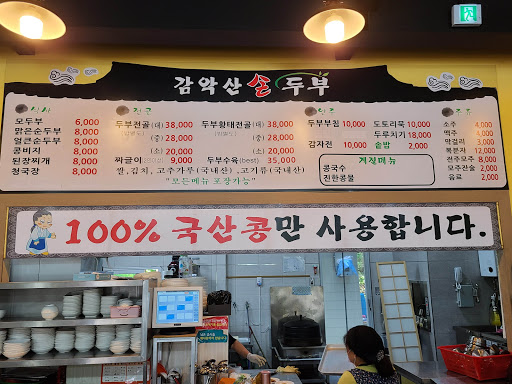 감악산 손두부
식사
모두부 6,000
맑은순두부 8,000
얼큰순두부 8,000
콩비지 8,000
된장찌개 8,000
청국장 8,000
전골
두부전골 (대) 38,000
(중) 28,000
(소) 20,000
짜글이 9,000
두부황태전골 (대) 38,000
(중) 28,000
(소) 20,000
두부수육(best) 35,000
쌀,김치, 고추가루(국내산) ,고기류(국내산)
"모든메뉴 포장가능"
안주
두부부침 10,000
감자전 10,000
도토리묵 10,000
두루치기 18,000
솥밥 2,000
계절메뉴
콩국수
진한콩물
소주 4,000
맥주 4,000
막걸리 3,000
복분자 12,000
전주모주 8,000
모주잔술 2,000
음료 2,000
100% 국산콩만 사용합니다.